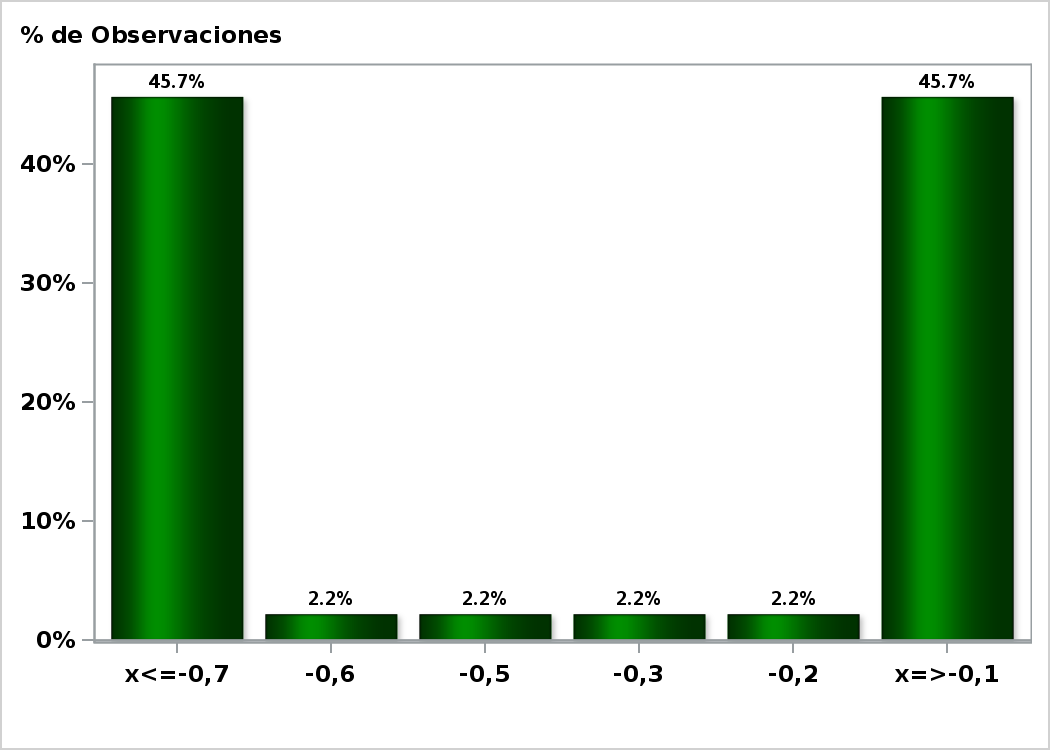 % de Observaciones
45.7% 45.7%
40%
30%
20%
10%
2.2% 2.2% 2.2% 2.2%
0%
x<=-0,7 -0,6 -0,5 -0,3 -0,2 x=>-0,1